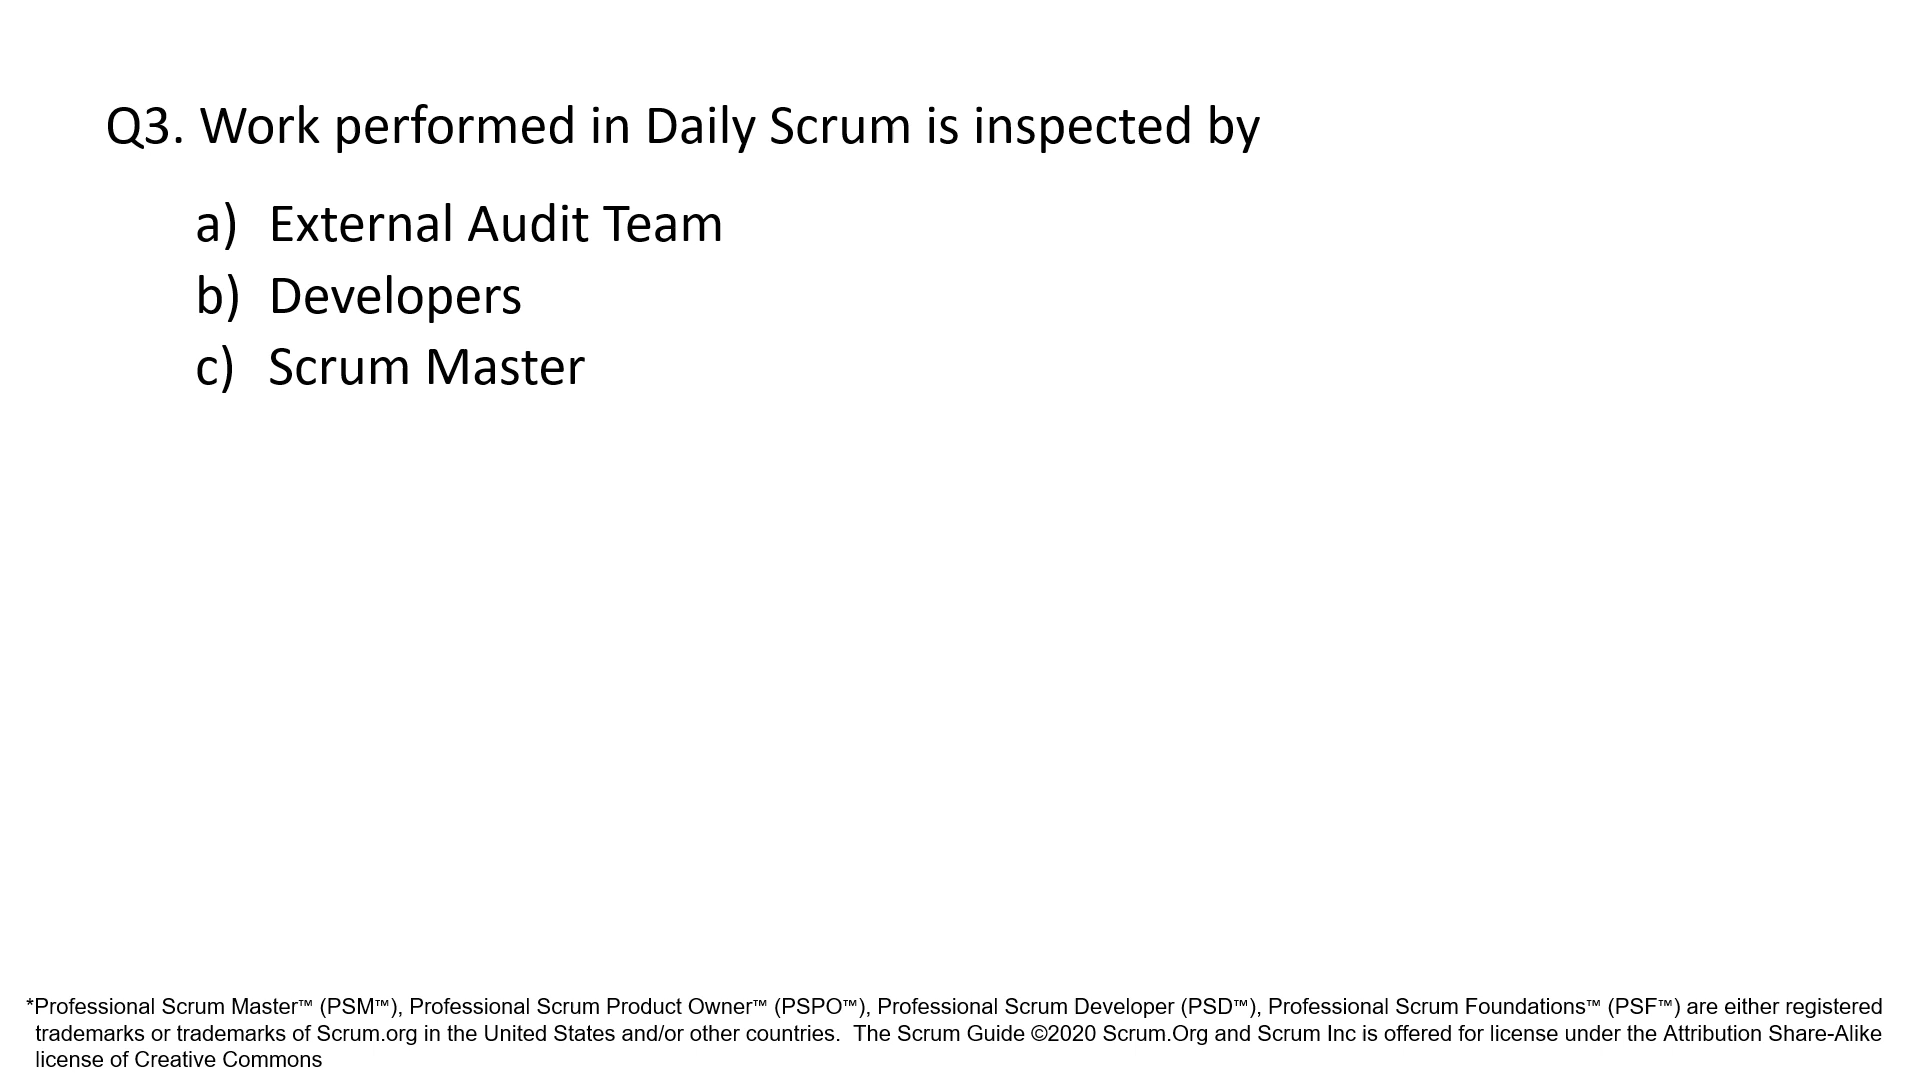 Q3. Work performed in Daily Scrum is inspected by
a) External Audit Team
b) Developers
c) Scrum Master
*Professional Scrum Master™ (PSM™), Professional Scrum Product Owner™ (PSPO™), Professional Scrum Developer (PSD™), Professional Scrum Foundations™ (PSF™) are either registered
trademarks or trademarks of Scrum.org in the United States and/or other countries.  The Scrum Guide ©2020 Scrum.Org and Scrum Inc is offered for license under the Attribution Share-Alike
license of Creative Commons